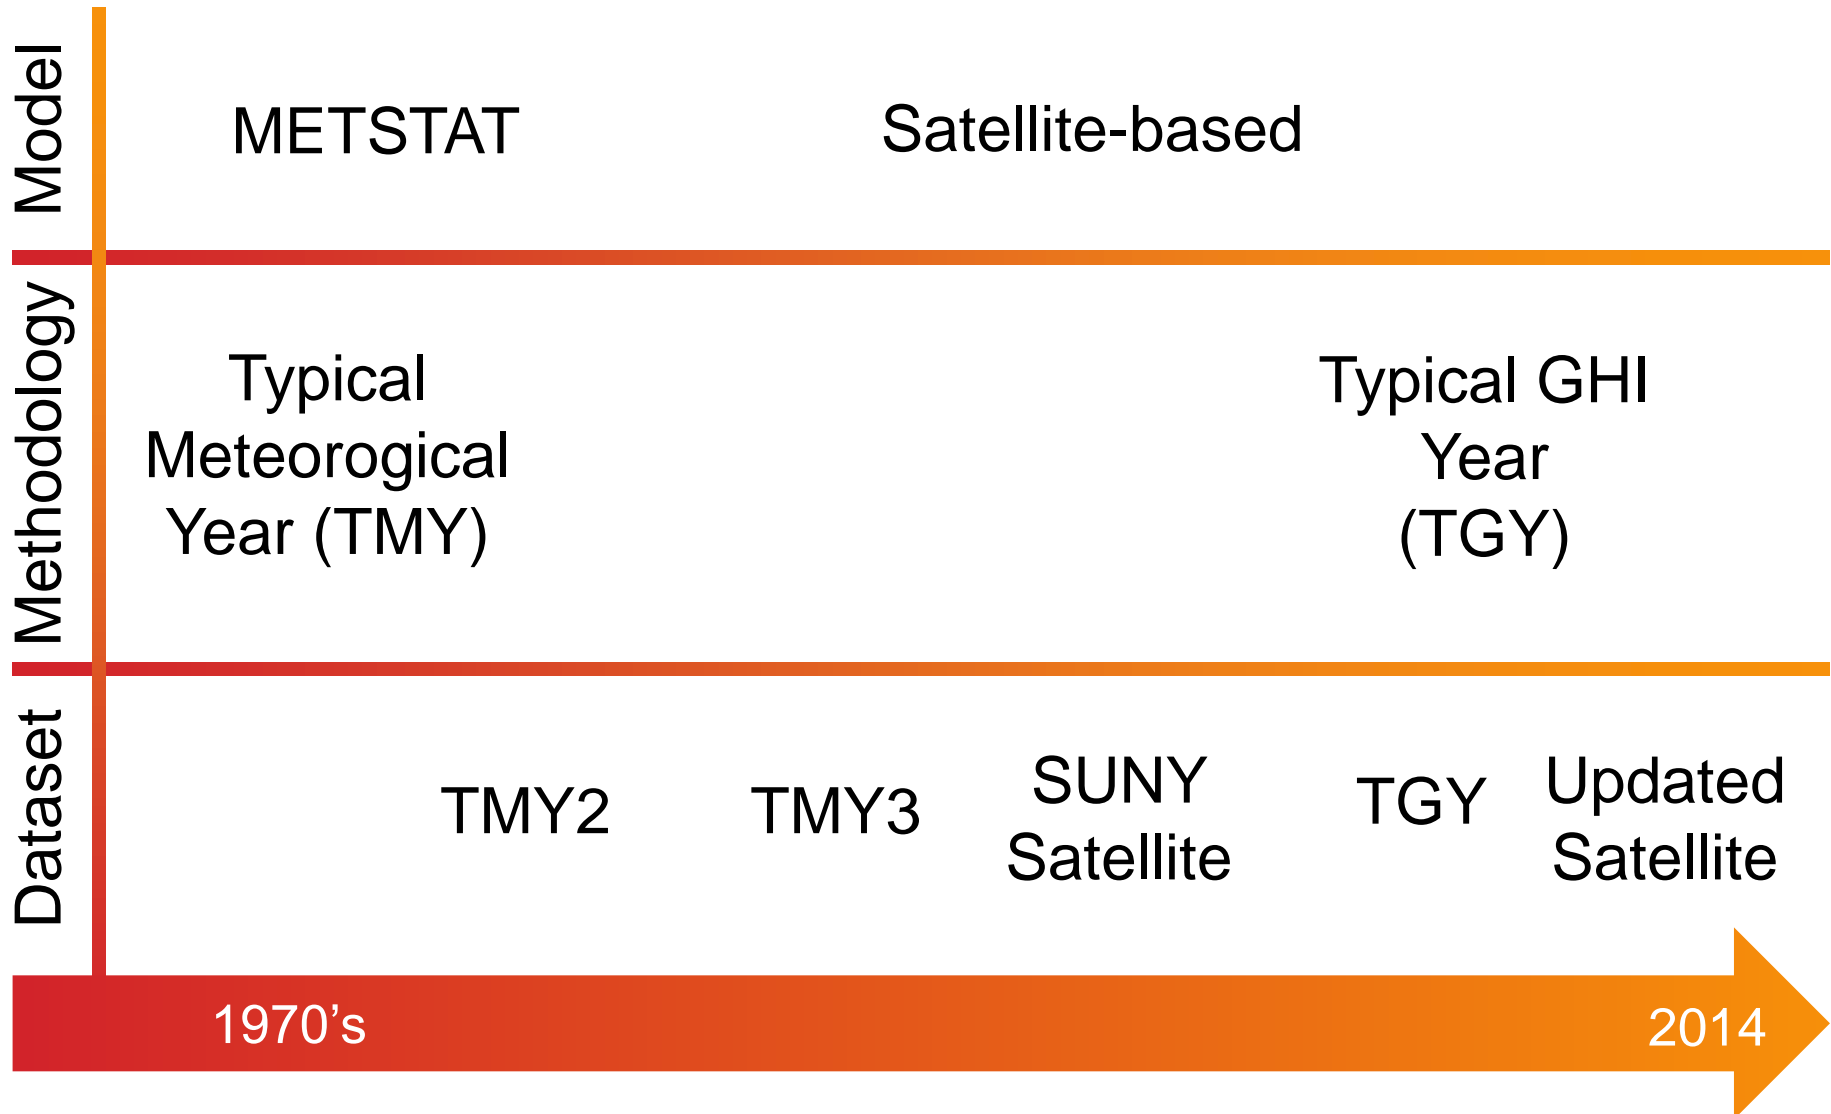 Model
METSTAT
Satellite-based
Methodology
Typical
Meteorogical
Year (TMY)
Typical GHI
Year
(TGY)
Dataset
TMY2
TMY3
SUNY
Satellite
TGY
Updated
Satellite
1970’s
2014